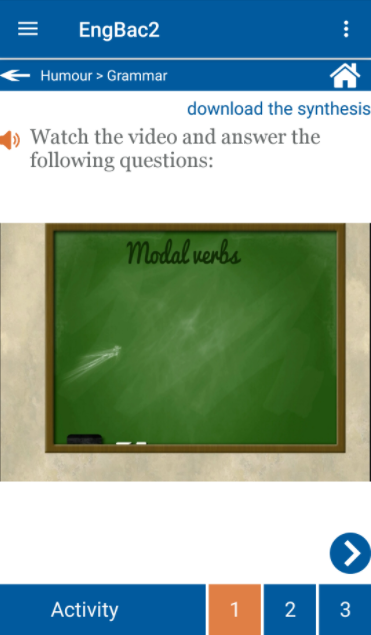 EngBac2
Humour > Grammar
download the synthesis
Watch the video and answer the
following questions:
Modal verbs
Activity 1 2 3